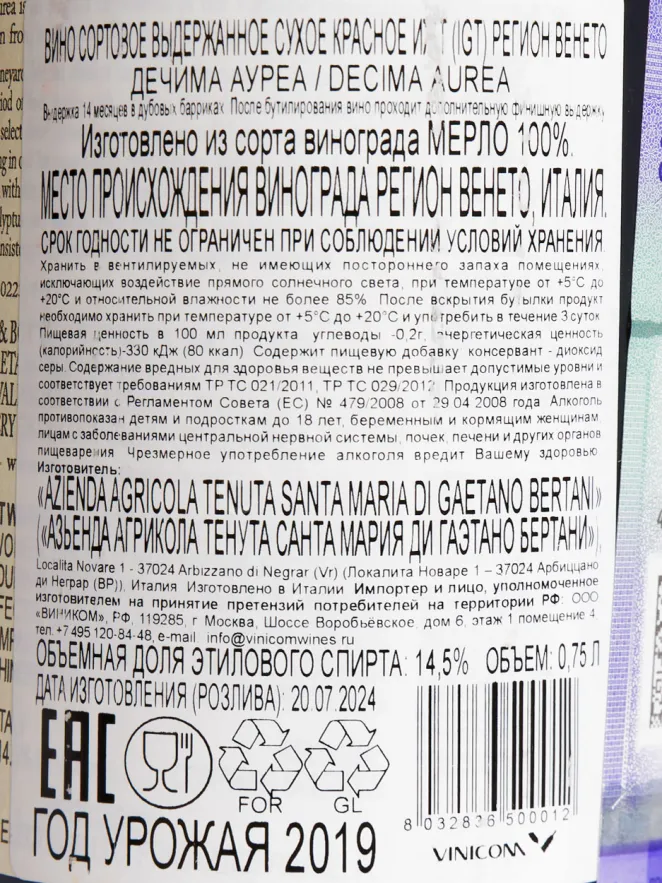 ВИНО СОРТОВОЕ ВЫДЕРЖАННОЕ СУХОЕ КРАСНОЕ (IGT) РЕГИОН ВЕНЕТО
ДЕЧИМА АУРЕА / DECIMA AUREA
Выдержка 14 месяцев в дубовых барриках. После бутилирования вино проходит дополнительную финишную выдержку
Изготовлено из сорта винограда МЕРЛО 100%.
МЕСТО ПРОИСХОЖДЕНИЯ ВИНОГРАДА РЕГИОН ВЕНЕТО, ИТАЛИЯ.
СРОК ГОДНОСТИ НЕ ОГРАНИЧЕН ПРИ СОБЛЮДЕНИИ УСЛОВИЙ ХРАНЕНИЯ
Хранить в вентилируемых, не имеющих постороннего запаха помещениях,
исключающих воздействие прямого солнечного света, при температуре от +5°С до
+20°С и относительной влажности не более 85%. После вскрытия бутылки продукт
необходимо хранить при температуре от +5°С до +20°С и употребить в течение 3 суток
Пищевая ценность в 100 мл продукта углеводы -0,2г, энергетическая ценность
(калорийность)-330 кДж (80 ккал) Содержит пищевую добавку консервант - диоксид
серы. Содержание вредных для здоровья веществ не превышает допустимые уровни и
соответствует требованиям ТР ТС 021/2011, ТР ТС 029/2012 Продукция изготовлена в
соответствии с Регламентом Совета (ЕС) № 479/2008 от 29 04 2008 года Алкоголь
противопоказан детям и подросткам до 18 лет, беременным и кормящим женщинам,
лицам с заболеваниями центральной нервной системы, почек, печени и других органов
пищеварения Чрезмерное употребление алкоголя вредит Вашему здоровью
Изготовитель:
«AZIENDA AGRICOLA TENUTA SANTA MARIA DI GAETANO BERTANI»
(«АЗЬЕНДА АГРИКОЛА ТЕНУТА САНТА МАРИЯ ДИ ГАЭТАНО БЕРТАНИ»),
Localita Novare 1 - 37024 Arbizzano di Negrar (Vr) (Локалита Новаре 1 – 37024 Арбиццано
ди Неграр (ВР)), Италия Изготовлено в Италии Импортер и лицо, уполномоченное
изготовителем на принятие претензий потребителей на территории РФ: ООО
«ВИНИКОМ», РФ, 119285, г Москва, Шоссе Воробьёвское, дом 6, этаж 1 помещение 4
тел. +7 495 120-84-48, e-mail info@vinicomwines ru
ОБЪЕМНАЯ ДОЛЯ ЭТИЛОВОГО СПИРТА: 14,5% ОБЪЕМ: 0,75 Л
ДАТА ИЗГОТОВЛЕНИЯ (РОЗЛИВА): 20.07.2024
EAC
FOR GL
8 032836 500012
ГОД УРОЖАЯ 2019
VINICOM